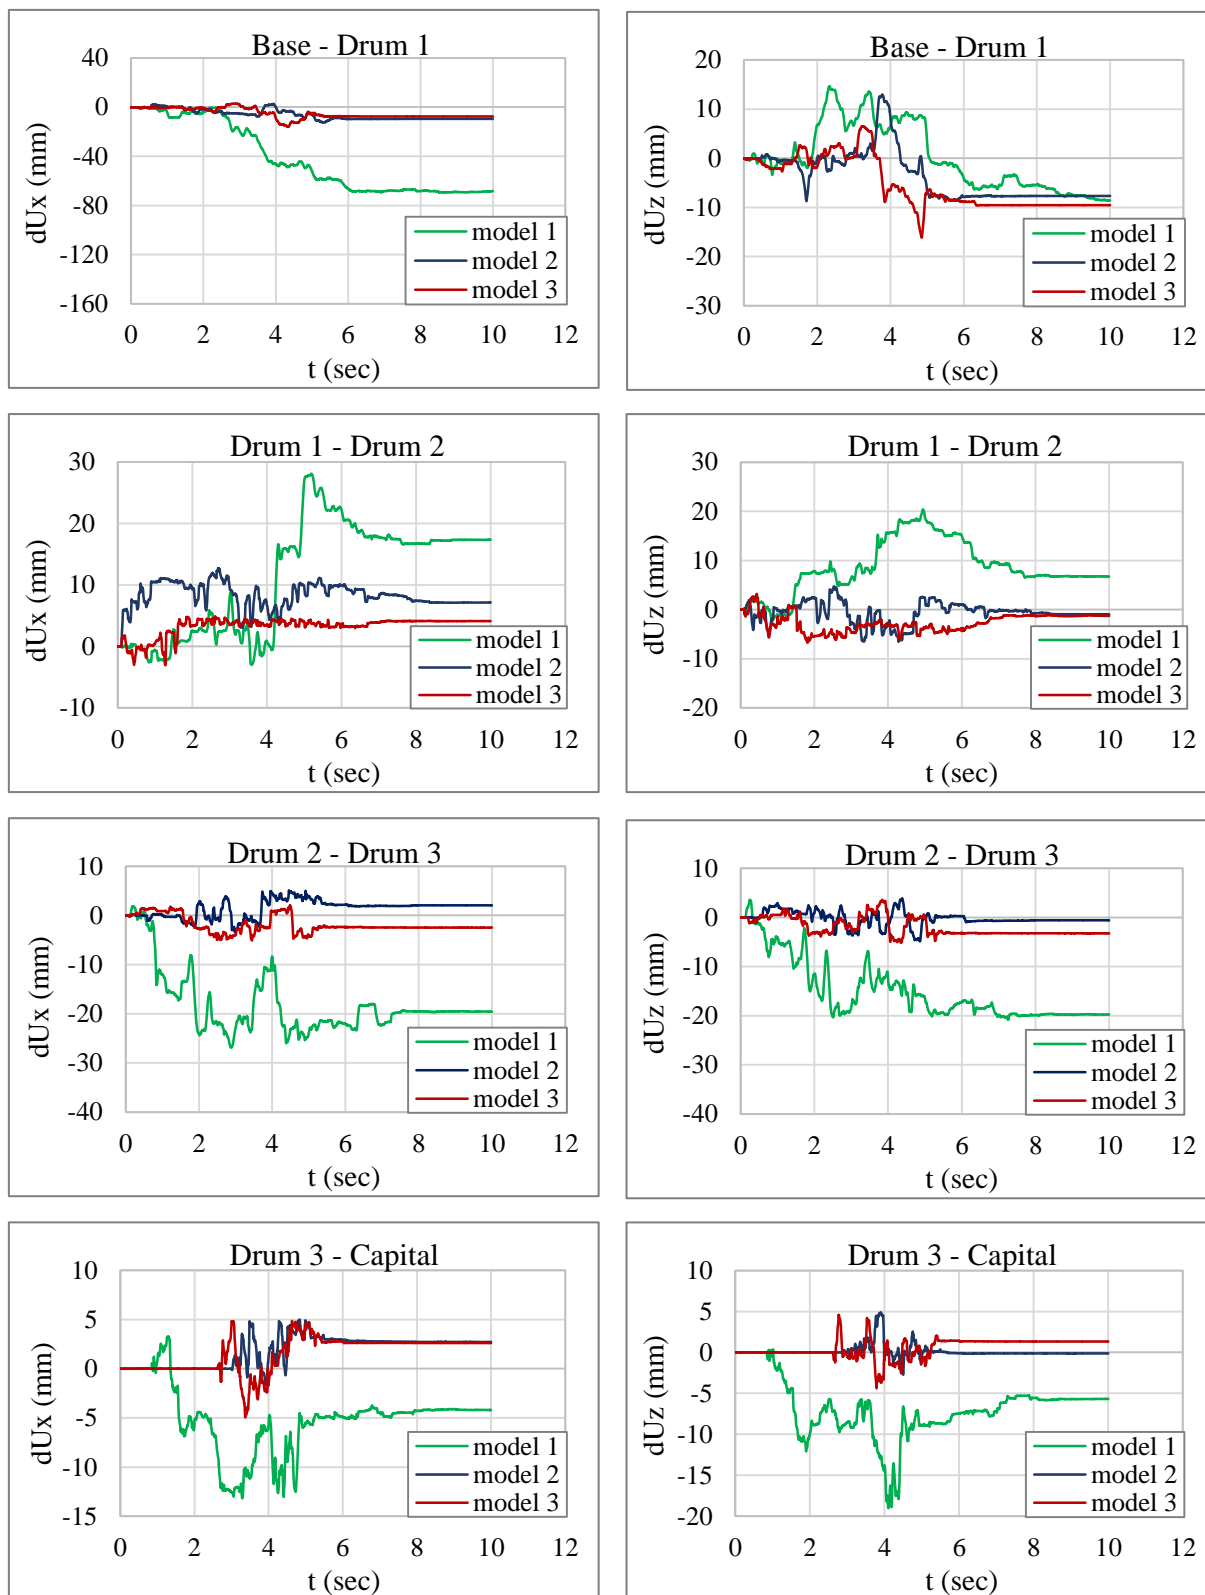 Base - Drum 1
40
0
-40
-80
-120
-160
dUx (mm)
model 1
model 2
model 3
0 2 4 6 8 10 12
t (sec)
Base - Drum 1
20
10
0
-10
-20
-30
dUz (mm)
model 1
model 2
model 3
0 2 4 6 8 10 12
t (sec)
Drum 1 - Drum 2
30
20
10
0
-10
dUx (mm)
model 1
model 2
model 3
0 2 4 6 8 10 12
t (sec)
Drum 1 - Drum 2
30
20
10
0
-10
-20
dUz (mm)
model 1
model 2
model 3
0 2 4 6 8 10 12
t (sec)
Drum 2 - Drum 3
10
0
-10
-20
-30
-40
dUx (mm)
model 1
model 2
model 3
0 2 4 6 8 10 12
t (sec)
Drum 2 - Drum 3
10
0
-10
-20
-30
-40
dUz (mm)
model 1
model 2
model 3
0 2 4 6 8 10 12
t (sec)
Drum 3 - Capital
10
5
0
-5
-10
-15
dUx (mm)
model 1
model 2
model 3
0 2 4 6 8 10 12
t (sec)
Drum 3 - Capital
10
5
0
-5
-10
-15
-20
dUz (mm)
model 1
model 2
model 3
0 2 4 6 8 10 12
t (sec)